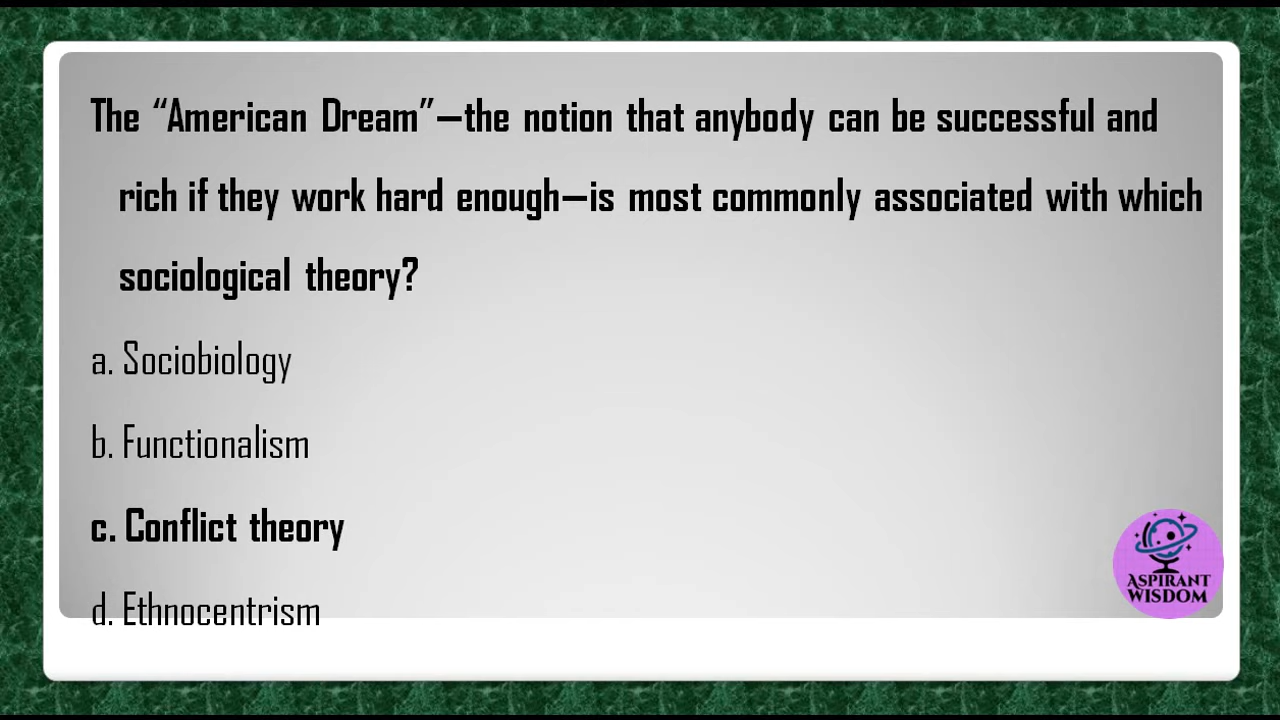 The “American Dream”—the notion that anybody can be successful and
rich if they work hard enough—is most commonly associated with which
sociological theory?
a. Sociobiology
b. Functionalism
c. Conflict theory
d. Ethnocentrism
ASPIRANT
WISDOM